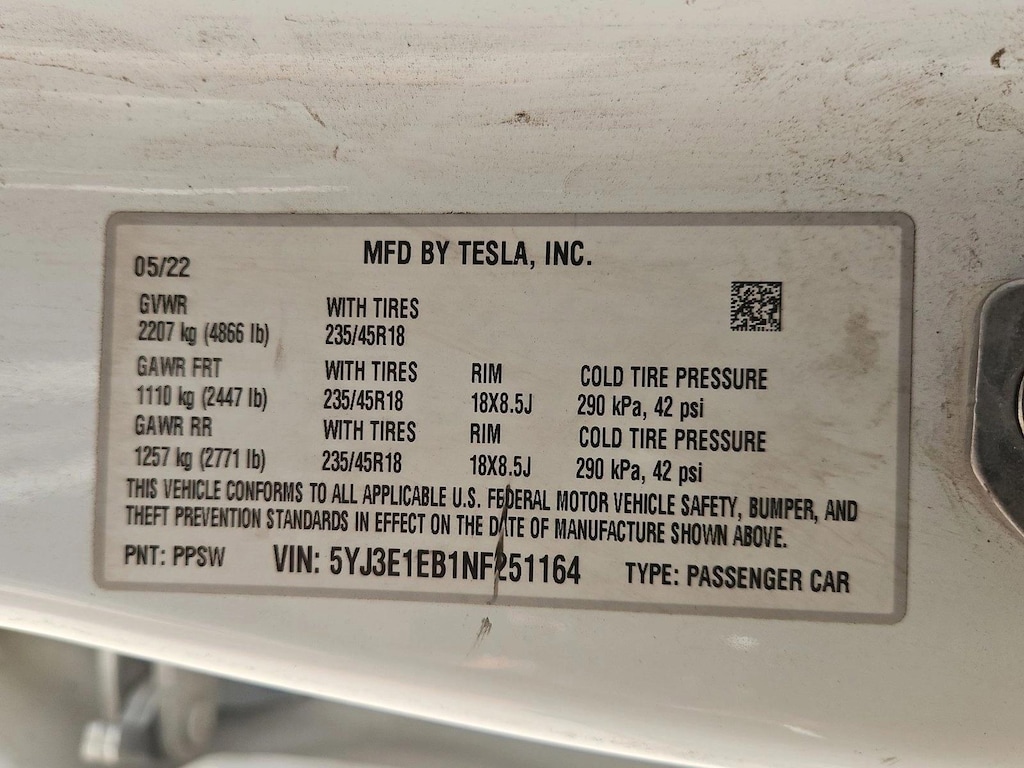 MFD BY TESLA, INC.
05/22
GVWR WITH TIRES
2207 kg (4866 lb) 235/45R18
GAWR FRT WITH TIRES RIM COLD TIRE PRESSURE
1110 kg (2447 lb) 235/45R18 18X8.5J 290 kPa, 42 psi
GAWR RR WITH TIRES RIM COLD TIRE PRESSURE
1257 kg (2771 lb) 235/45R18 18X8.5J 290 kPa, 42 psi
THIS VEHICLE CONFORMS TO ALL APPLICABLE U.S. FEDERAL MOTOR VEHICLE SAFETY, BUMPER, AND
THEFT PREVENTION STANDARDS IN EFFECT ON THE DATE OF MANUFACTURE SHOWN ABOVE.
PNT: PPSW VIN: 5YJ3E1EB1NF251164 TYPE: PASSENGER CAR